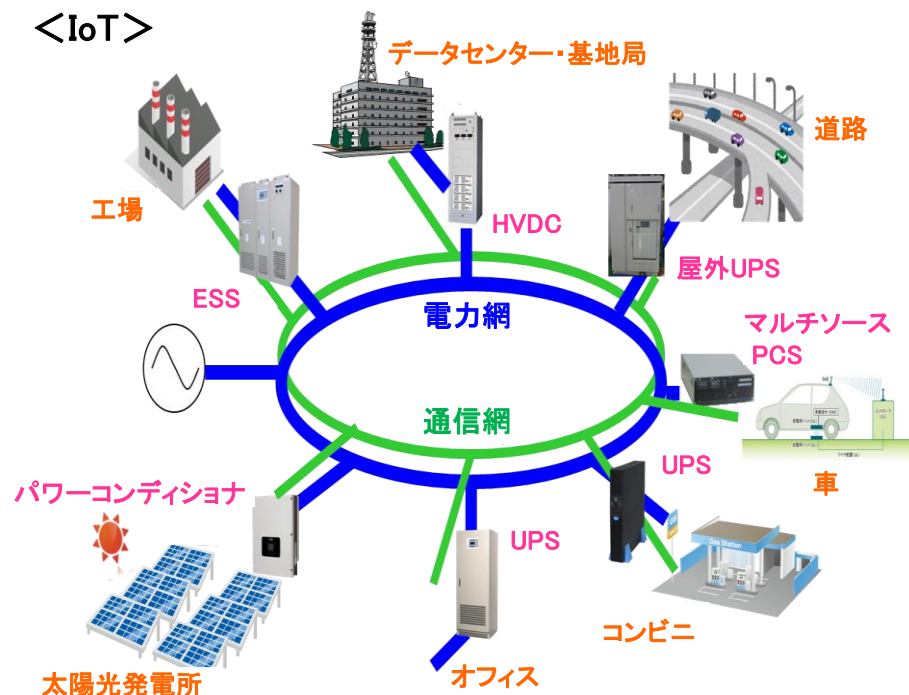 ＜IoT＞
データセンター・基地局
道路
工場
HVDC
屋外UPS
ESS
電力網
マルチソース
PCS
通信網
車
UPS
パワーコンディショナ
UPS
Gas Station
コンビニ
オフィス
太陽光発電所